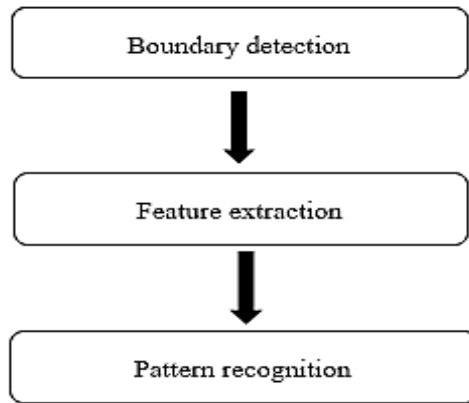 Boundary detection
Feature extraction
Pattern recognition